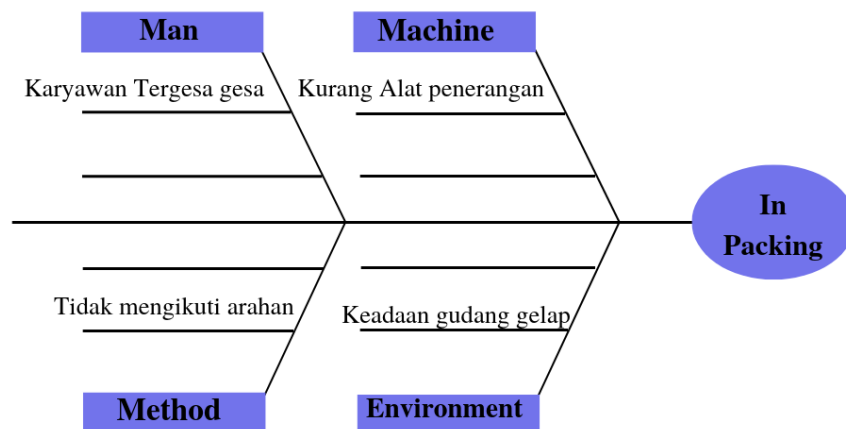 Man
Machine
Karyawan Tergesa gesa
Kurang Alat penerangan
In
Packing
Tidak mengikuti arahan
Keadaan gudang gelap
Method
Environment